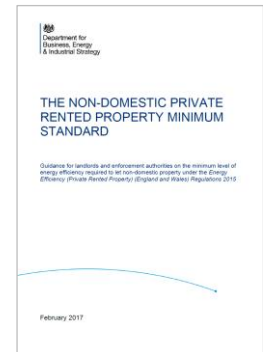 Department for
Business, Energy
& Industrial Strategy
THE NON-DOMESTIC PRIVATE
RENTED PROPERTY MINIMUM
STANDARD
Guidance for landlords and enforcement authorities on the minimum level of
energy efficiency required to let non-domestic property under the Energy
Efficiency (Private Rented Property) (England and Wales) Regulations 2015
February 2017